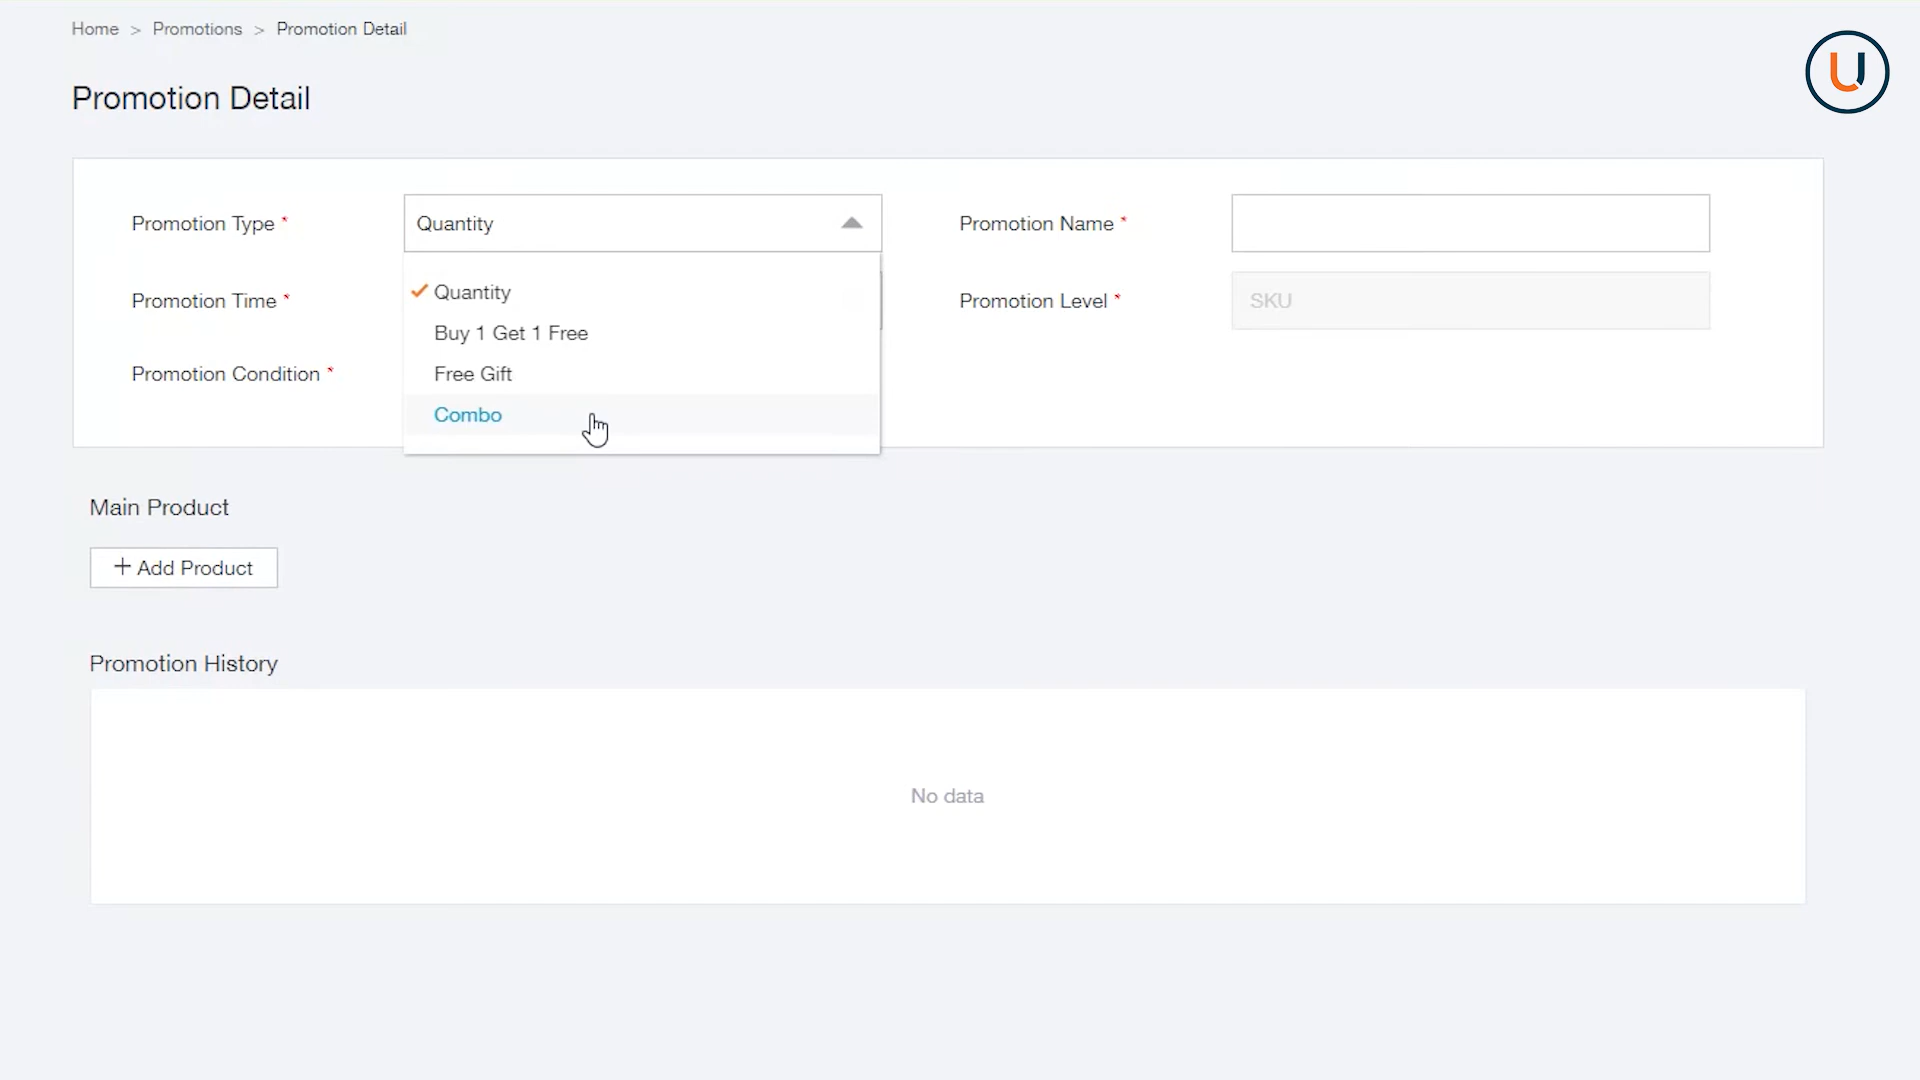 Home > Promotions > Promotion Detail
U
Promotion Detail
Promotion Type *
Quantity
Promotion Name *
Promotion Time *
Quantity
Buy 1 Get 1 Free
Free Gift
Combo
Promotion Level *
SKU
Promotion Condition *
Main Product
+ Add Product
Promotion History
No data